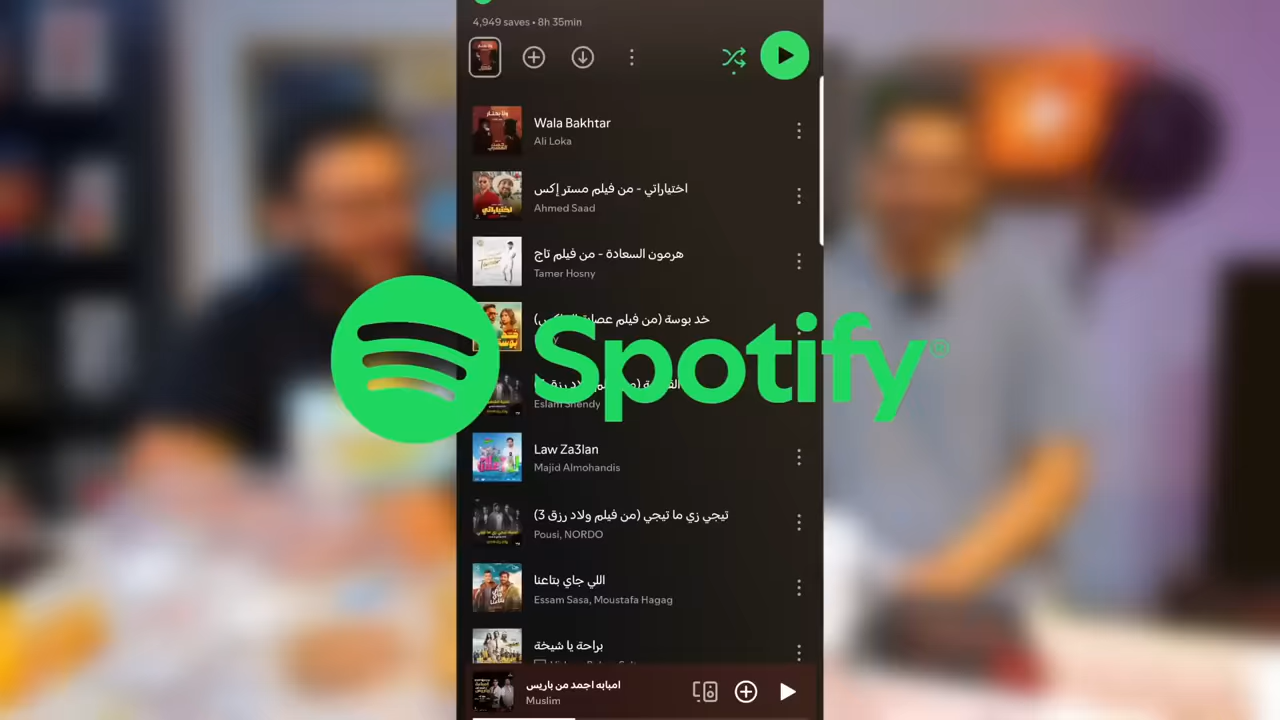 4,949 saves • 8h 35min
Wala Bakhtar
Ali Loka
اختياراتي - من فيلم مستر إكس
Ahmed Saad
هرمون السعادة - من فيلم تاج
Tamer Hosny
خد بوسة (من فيلم
Spotify®
Eslam Shendy
Law Za3lan
Majid Almohandis
تيجي زي ما تيجي (من فيلم ولاد رزق 3)
Pousi, NORDO
اللي جاي بتاعنا
Essam Sasa, Moustafa Hagag
براحة يا شيخة
امبابه اجمد من باريس
Muslim